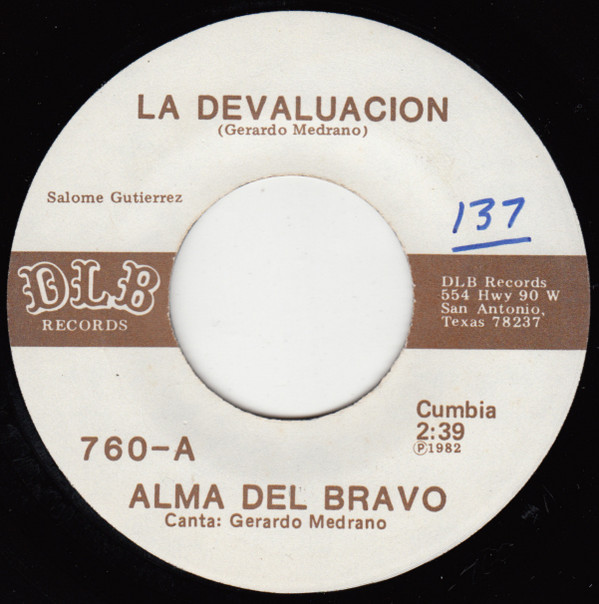 LA DEVALUACION
(Gerardo Medrano)
Salome Gutierrez
137
DLB
RECORDS
DLB Records
554 Hwy 90 W
San Antonio,
Texas 78237
760-A
Cumbia
2:39
Ⓟ1982
ALMA DEL BRAVO
Canta: Gerardo Medrano